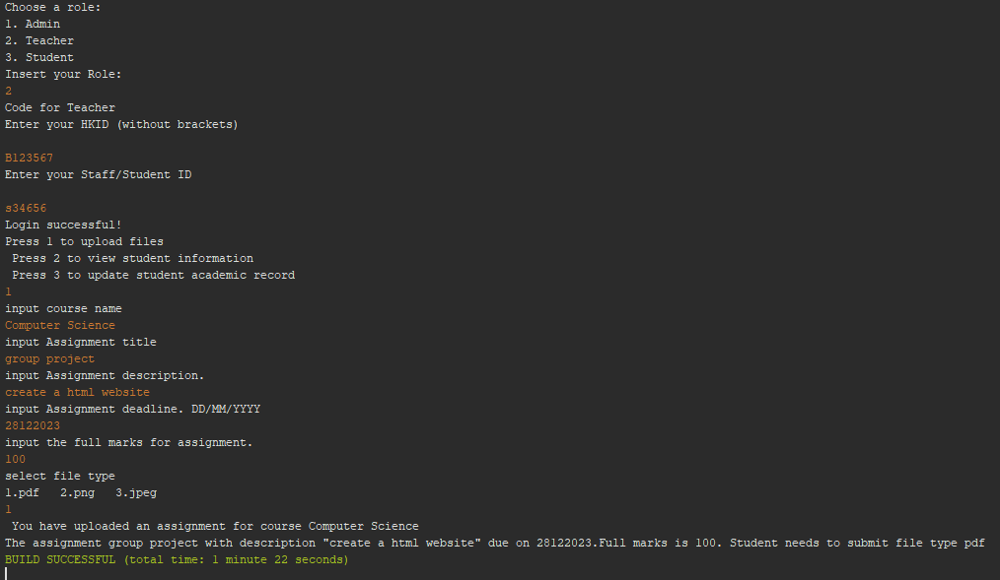 Choose a role:
1. Admin
2. Teacher
3. Student
Insert your Role:
2
Code for Teacher
Enter your HKID (without brackets)
B123567
Enter your Staff/Student ID
s34656
Login successful!
Press 1 to upload files
Press 2 to view student information
Press 3 to update student academic record
1
input course name
Computer Science
input Assignment title
group project
input Assignment description.
create a html website
input Assignment deadline. DD/MM/YYYY
28122023
input the full marks for assignment.
100
select file type
1.pdf   2.png   3.jpeg
1
You have uploaded an assignment for course Computer Science
The assignment group project with description "create a html website" due on 28122023.Full marks is 100. Student needs to submit file type pdf
BUILD SUCCESSFUL (total time: 1 minute 22 seconds)